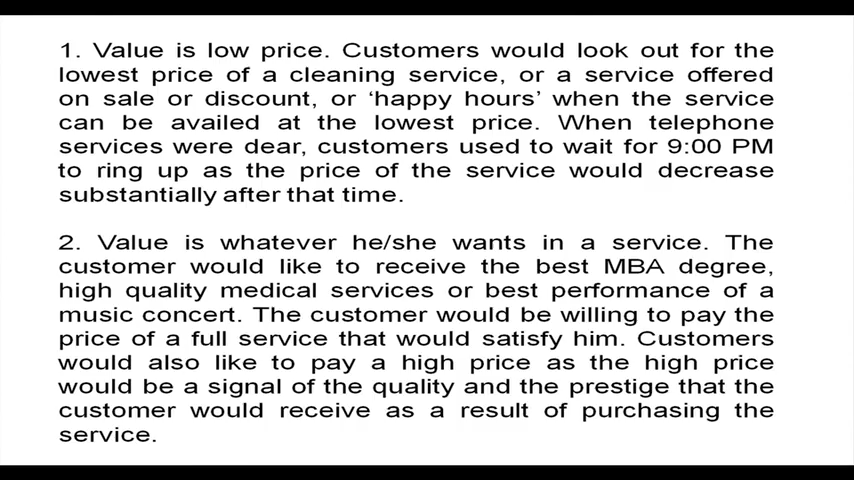 1. Value is low price. Customers would look out for the
lowest price of a cleaning service, or a service offered
on sale or discount, or ‘happy hours’ when the service
can be availed at the lowest price. When telephone
services were dear, customers used to wait for 9:00 PM
to ring up as the price of the service would decrease
substantially after that time.
2. Value is whatever he/she wants in a service. The
customer would like to receive the best MBA degree,
high quality medical services or best performance of a
music concert. The customer would be willing to pay the
price of a full service that would satisfy him. Customers
would also like to pay a high price as the high price
would be a signal of the quality and the prestige that the
customer would receive as a result of purchasing the
service.